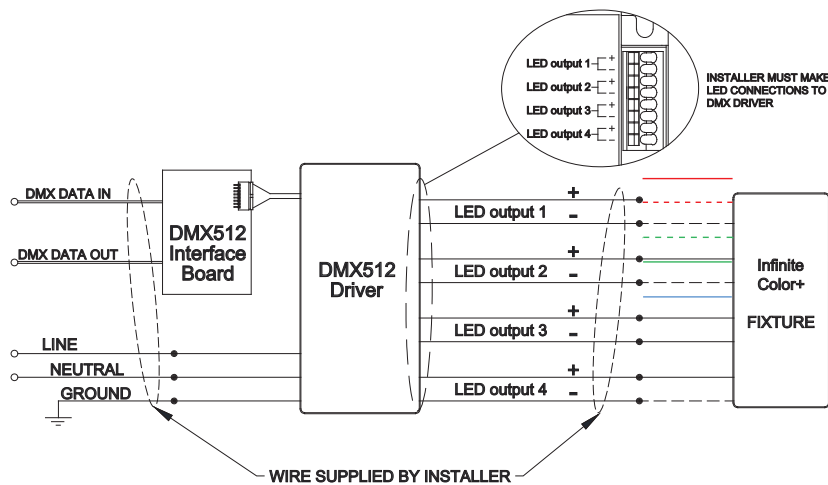 LED output 1 +
LED output 2 +
LED output 3 +
LED output 4 +
INSTALLER MUST MAKE
LED CONNECTIONS TO
DMX DRIVER
DMX DATA IN
DMX DATA OUT
DMX512
Interface
Board
LINE
NEUTRAL
GROUND
DMX512
Driver
+
LED output 1
-
+
LED output 2
-
+
LED output 3
-
+
LED output 4
-
Infinite
Color+
FIXTURE
WIRE SUPPLIED BY INSTALLER